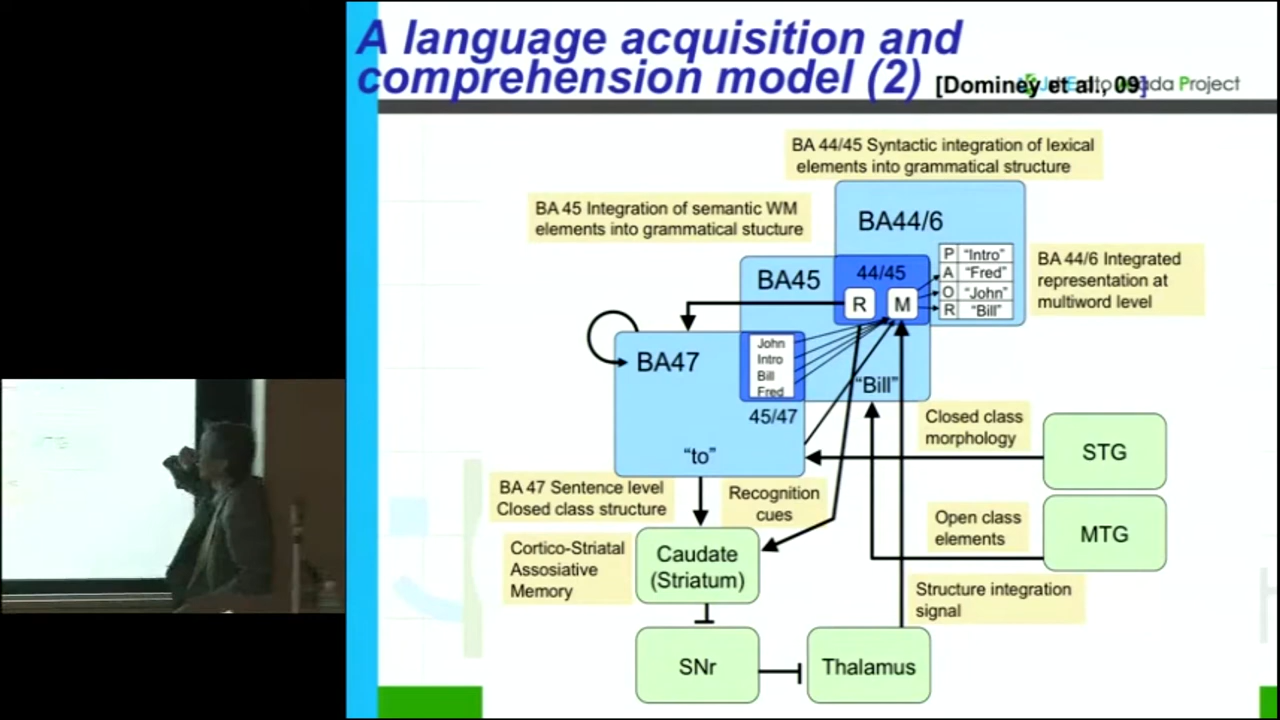 A language acquisition and
comprehension model (2) [Dominey et al., 09]
Project
BA 44/45 Syntactic integration of lexical
elements into grammatical structure
BA 45 Integration of semantic WM
elements into grammatical stucture
BA44/6
BA 44/6 Integrated
representation at
multiword level
P "Intro"
A "Fred"
O "John"
R "Bill"
BA45
44/45
R M
BA47
John
Intro
Bill
Fred
45/47
"Bill"
"to"
Closed class
morphology
STG
BA 47 Sentence level
Closed class structure
Recognition
cues
Open class
elements
MTG
Cortico-Striatal
Assosiative
Memory
Caudate
(Striatum)
Structure integration
signal
SNr
Thalamus